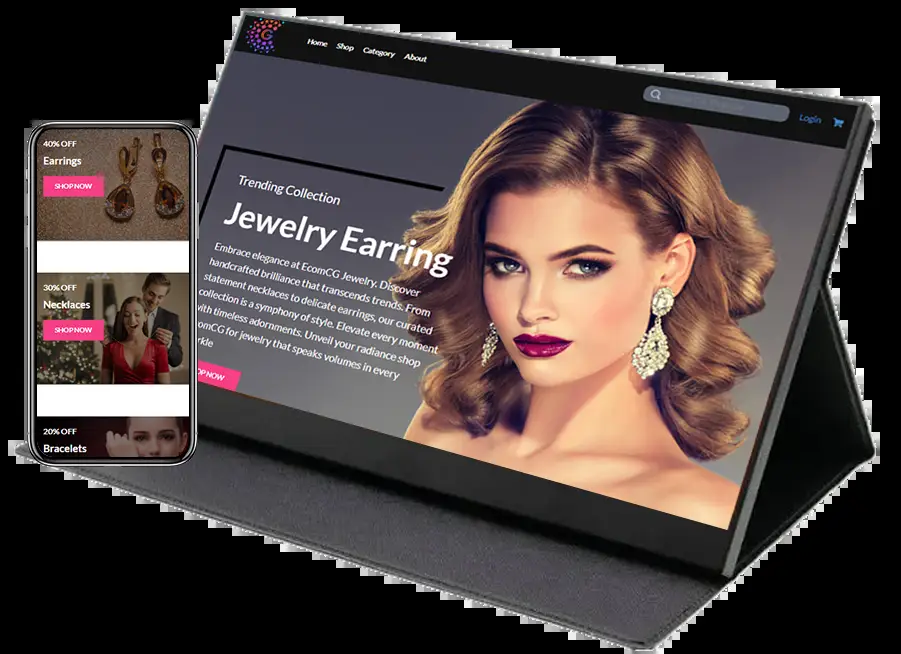 G
Home Shop Category About
Login
Trending Collection
Jewelry Earring
Embrace elegance at EcomCG Jewelry. Discover
handcrafted brilliance that transcends trends. From
statement necklaces to delicate earrings, our curated
collection is a symphony of style. Elevate every moment
with timeless adornments. Unveil your radiance shop
omCG for jewelry that speaks volumes in every
rkle
OP NOW
40% OFF
Earrings
SHOP NOW
30% OFF
Necklaces
SHOP NOW
20% OFF
Bracelets